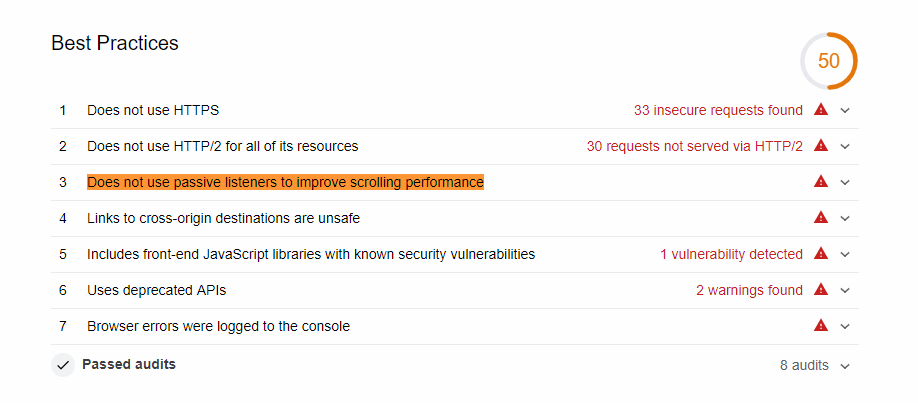 Best Practices
50
1 Does not use HTTPS 33 insecure requests found
2 Does not use HTTP/2 for all of its resources 30 requests not served via HTTP/2
3 Does not use passive listeners to improve scrolling performance
4 Links to cross-origin destinations are unsafe
5 Includes front-end JavaScript libraries with known security vulnerabilities 1 vulnerability detected
6 Uses deprecated APIs 2 warnings found
7 Browser errors were logged to the console
Passed audits 8 audits